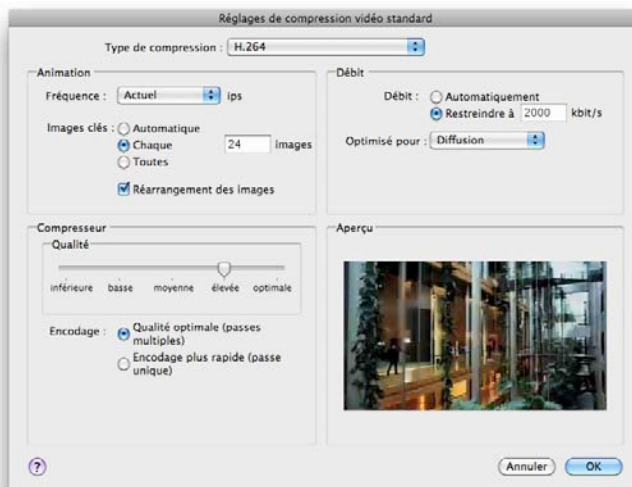 Réglages de compression vidéo standard
Type de compression : H.264
Animation
Fréquence : Actuel ips
Images clés : Automatique
Chaque 24 images
Toutes
Réarrangement des images
Débit
Débit : Automatiquement
Restreindre à 2000 kbit/s
Optimisé pour : Diffusion
Compresseur
Qualité
inférieure basse moyenne élevée optimale
Encodage : Qualité optimale (passes
multiples)
Encodage plus rapide (passe
unique)
Aperçu
?
Annuler OK